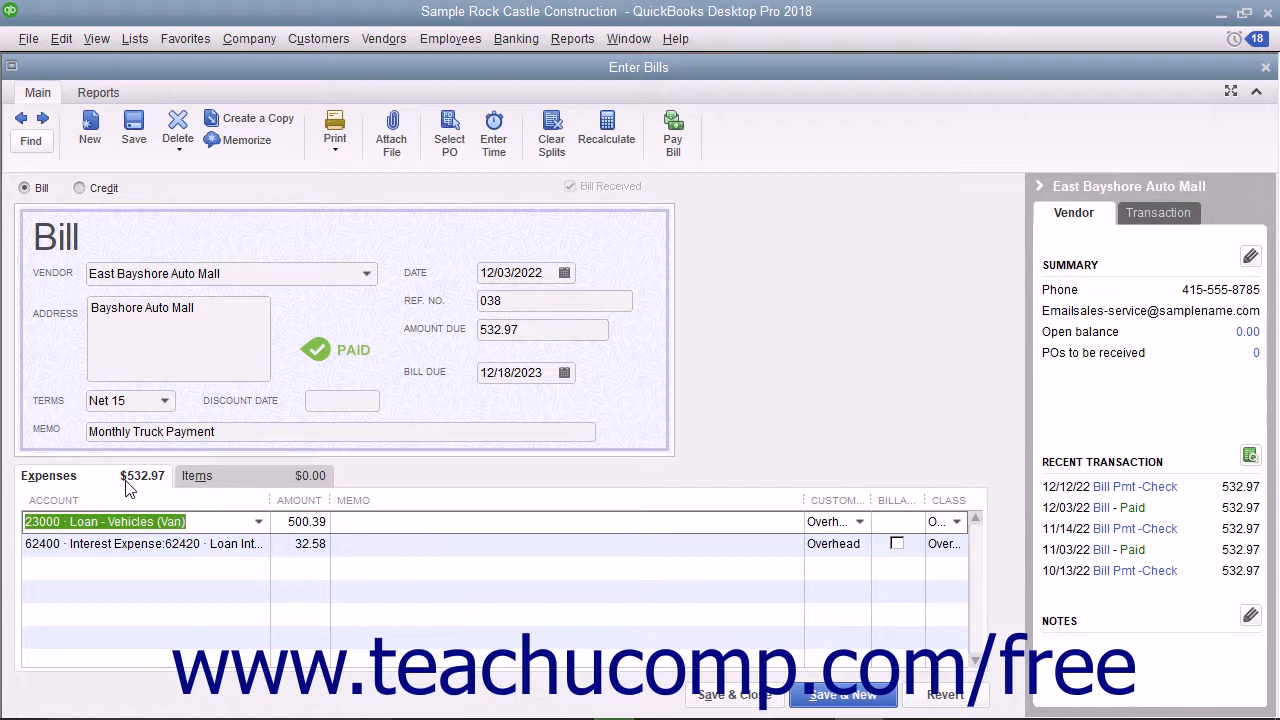 Sample Rock Castle Construction - QuickBooks Desktop Pro 2018
File Edit View Lists Favorites Company Customers Vendors Employees Banking Reports Window Help 18
Enter Bills
Main Reports
Find New Save Delete Create a Copy Memorize Print Attach File Select PO Enter Time Clear Splits Recalculate Pay Bill
Bill Credit Bill Received
Bill
VENDOR East Bayshore Auto Mall
DATE 12/03/2022
ADDRESS Bayshore Auto Mall
REF. NO. 038
AMOUNT DUE 532.97
PAID
BILL DUE 12/18/2023
TERMS Net 15 DISCOUNT DATE
MEMO Monthly Truck Payment
Expenses $532.97 Items $0.00
ACCOUNT AMOUNT MEMO CUSTOM... BILLA... CLASS
23000 · Loan - Vehicles (Van) 500.39 Overh... O...
62400 · Interest Expense:62420 · Loan Int... 32.58 Overhead Over...
Save & Close Save & New Revert
East Bayshore Auto Mall
Vendor Transaction
SUMMARY
Phone 415-555-8785
Emailsales-service@samplename.com
Open balance 0.00
POs to be received 0
RECENT TRANSACTION
12/12/22 Bill Pmt -Check 532.97
12/03/22 Bill - Paid 532.97
11/14/22 Bill Pmt -Check 532.97
11/03/22 Bill - Paid 532.97
10/13/22 Bill Pmt -Check 532.97
NOTES
www.teachucomp.com/free